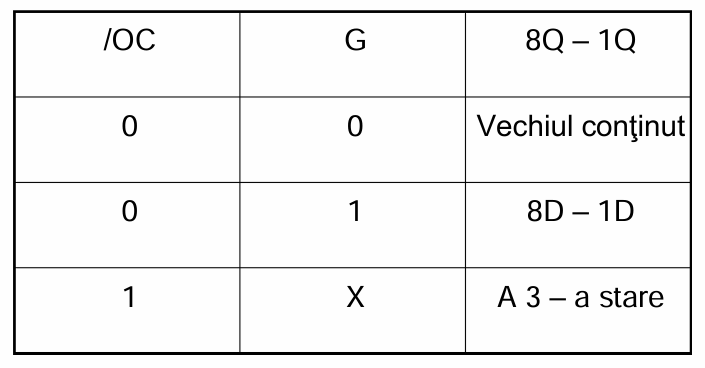 /OC G 8Q – 1Q
0 0 Vechiul conţinut
0 1 8D – 1D
1 X A 3 – a stare